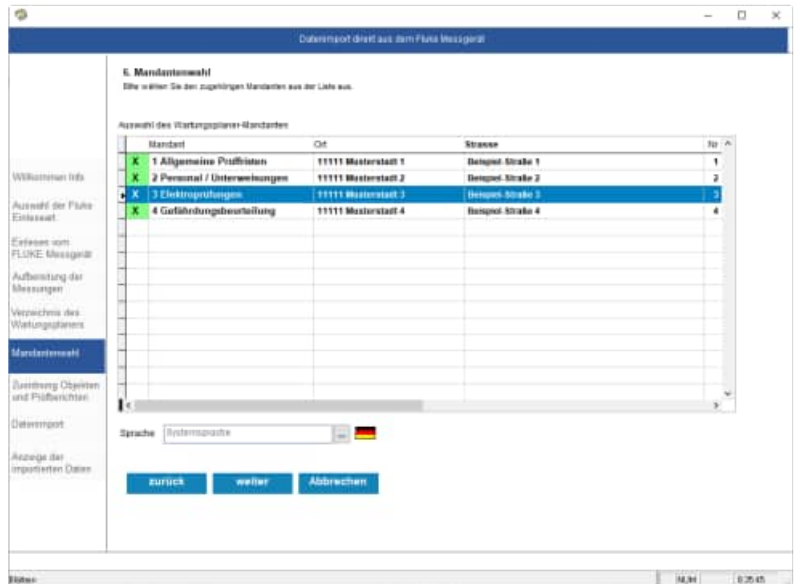 Datenimport direkt aus dem Fluke Messgerät
6. Mandantenwahl
Bitte wählen Sie den zugehörigen Mandanten aus der Liste aus.
Auswahl des Wartungsplaner-Mandanten
Mandant Ort Strasse Nr
X 1 Allgemeine Prüffristen 11111 Musterstadt 1 Beispiel-Straße 1 1
X 2 Personal / Unterweisungen 11111 Musterstadt 2 Beispiel-Straße 2 2
X 3 Elektroprüfungen 11111 Musterstadt 3 Beispiel-Straße 3 3
X 4 Gefährdungsbeurteilung 11111 Musterstadt 4 Beispiel-Straße 4 4
Willkommen Info
Auswahl der Fluke
Einleseart
Einlesen vom
FLUKE Messgerät
Aufbereitung der
Messungen
Verzeichnis des
Wartungsplaners
Mandantenwahl
Zuordnung Objekten
und Prüfberichten
Datenimport
Anzeige der
importierten Daten
Sprache Systemsprache ...
zurück weiter Abbrechen
NUM